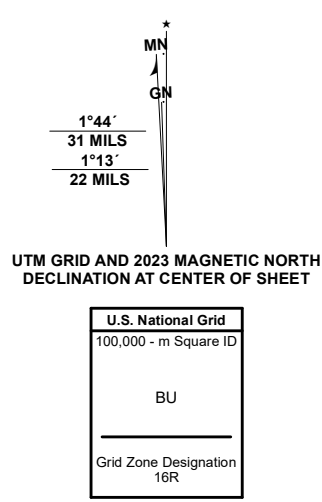 ★
MN
GN
1°44´
31 MILS
1°13´
22 MILS
UTM GRID AND 2023 MAGNETIC NORTH
DECLINATION AT CENTER OF SHEET
U.S. National Grid
100,000 - m Square ID
BU
Grid Zone Designation
16R